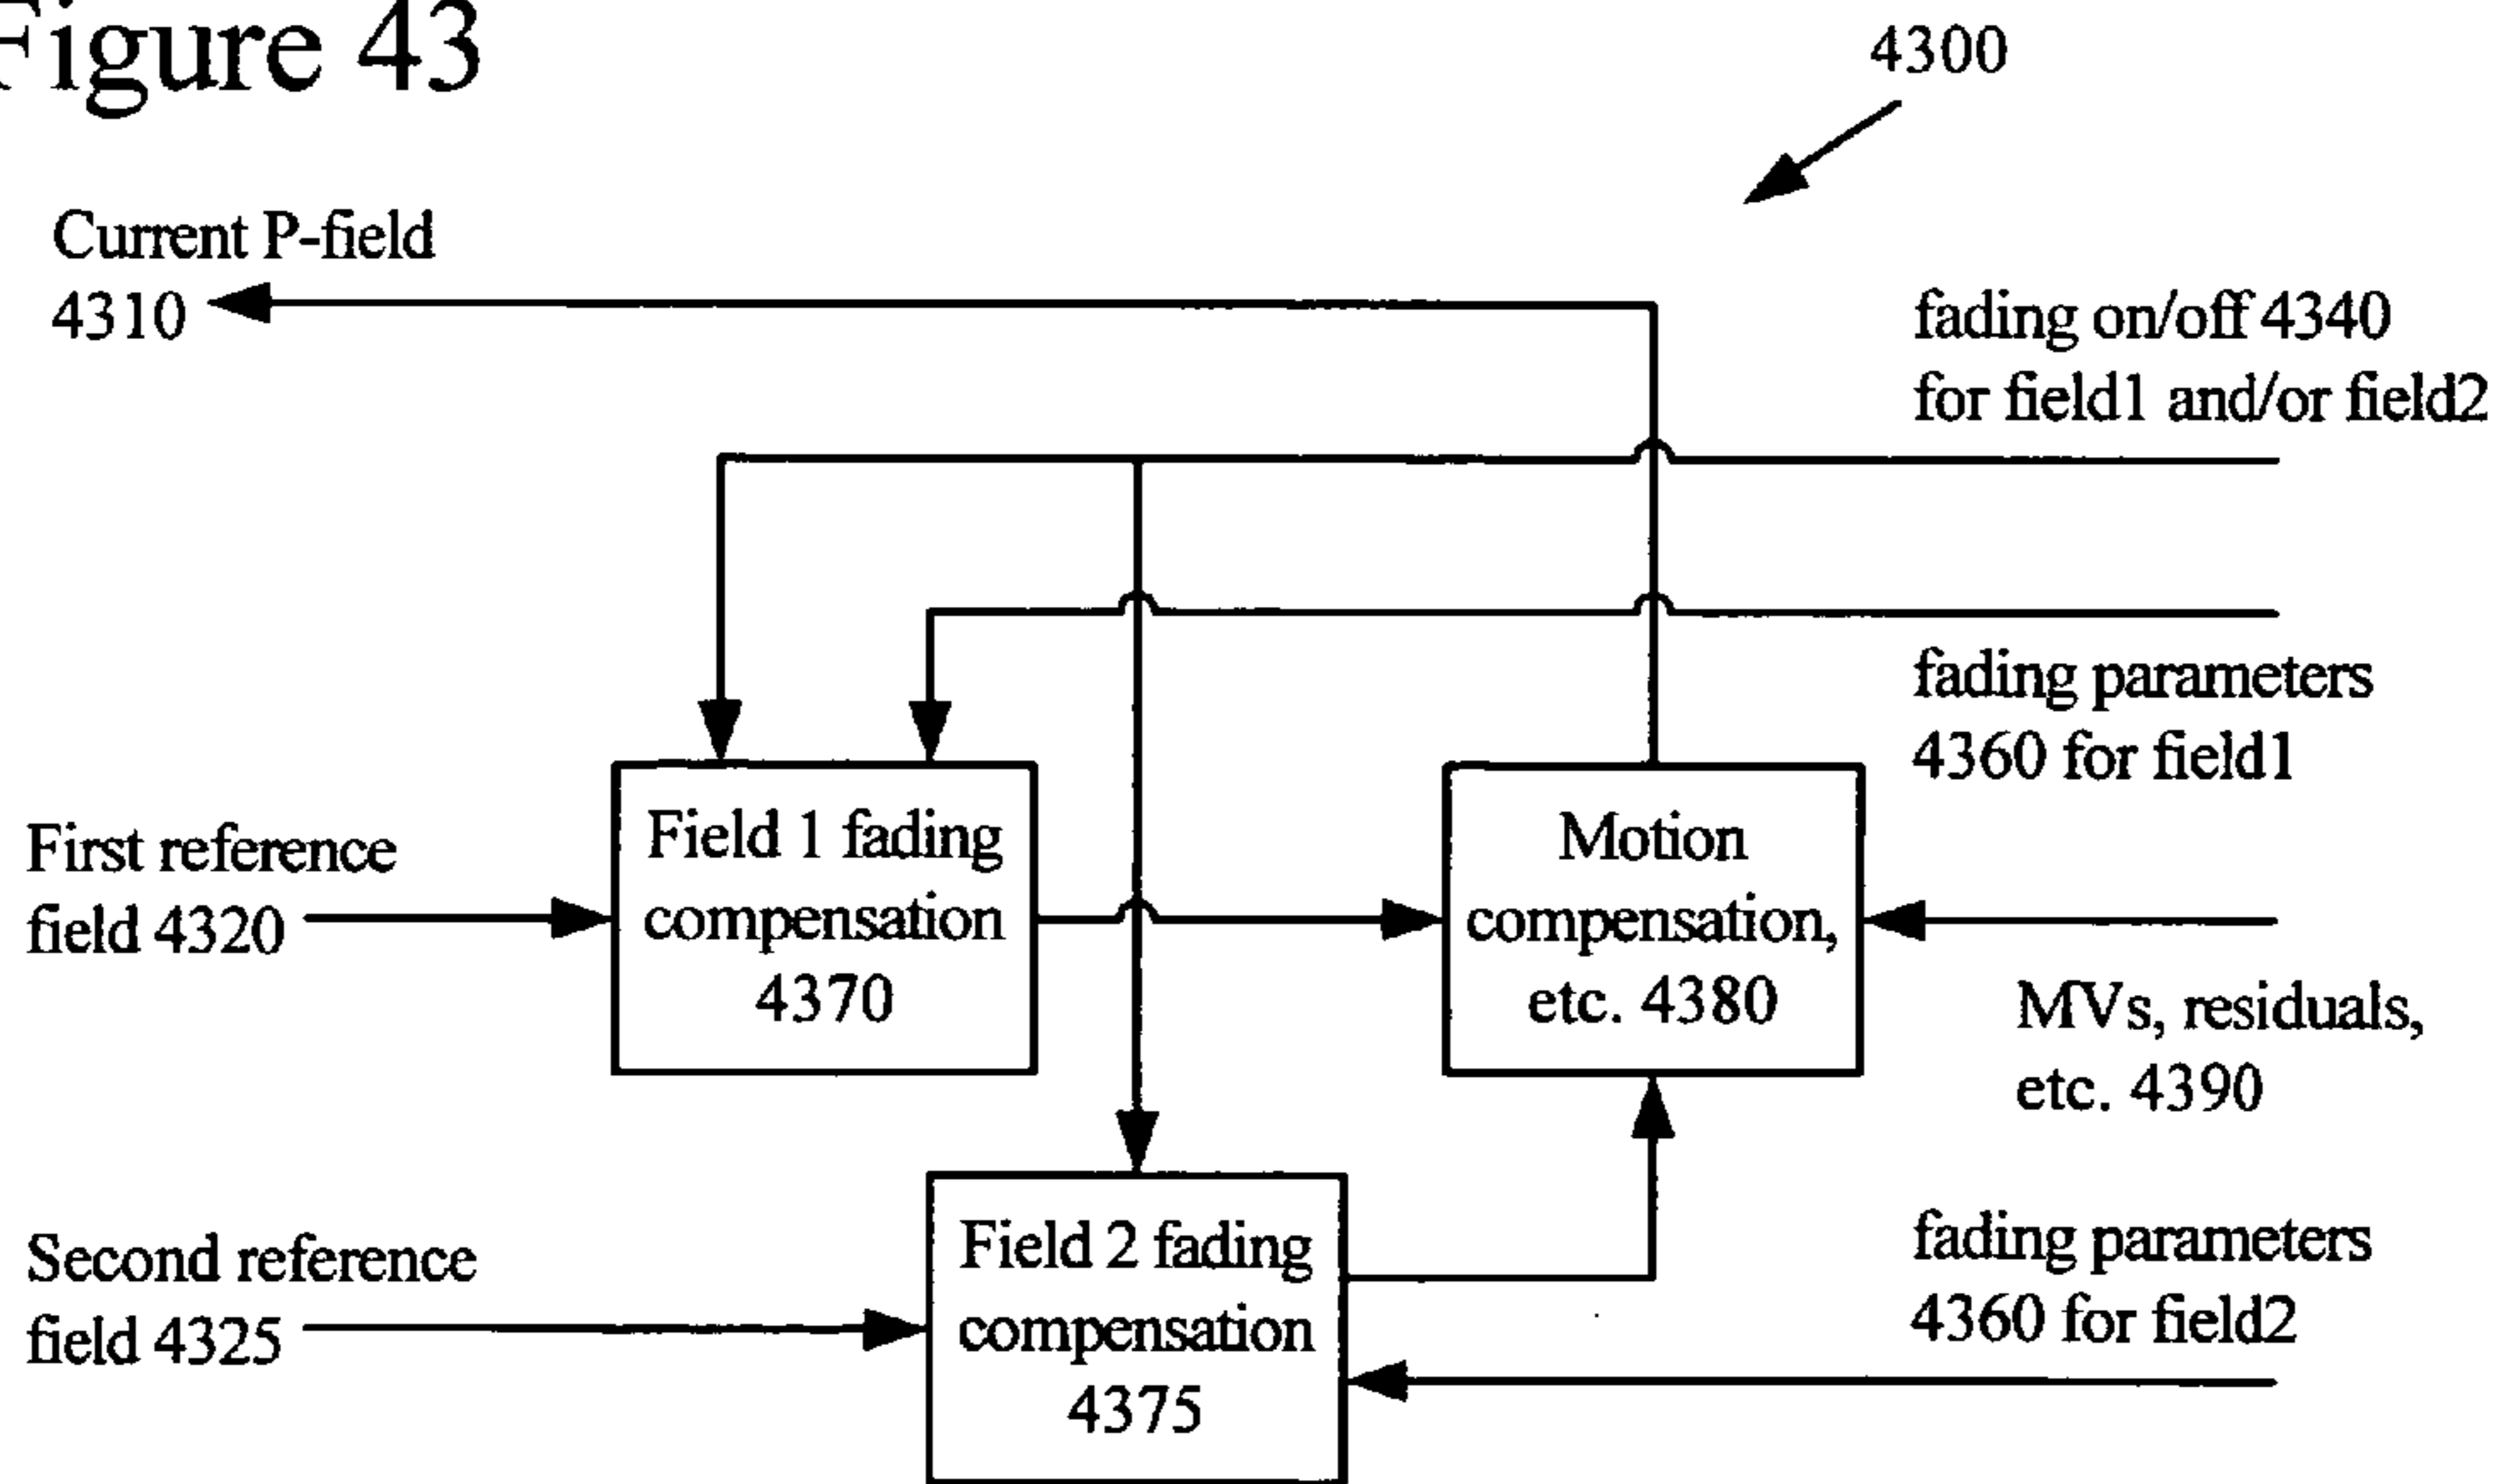 Figure 43
4300
Current P-field
4310
fading on/off 4340
for field1 and/or field2
fading parameters
4360 for field1
First reference
field 4320
Field 1 fading
compensation
4370
Motion
compensation,
etc. 4380
MVs, residuals,
etc. 4390
Second reference
field 4325
Field 2 fading
compensation
4375
fading parameters
4360 for field2